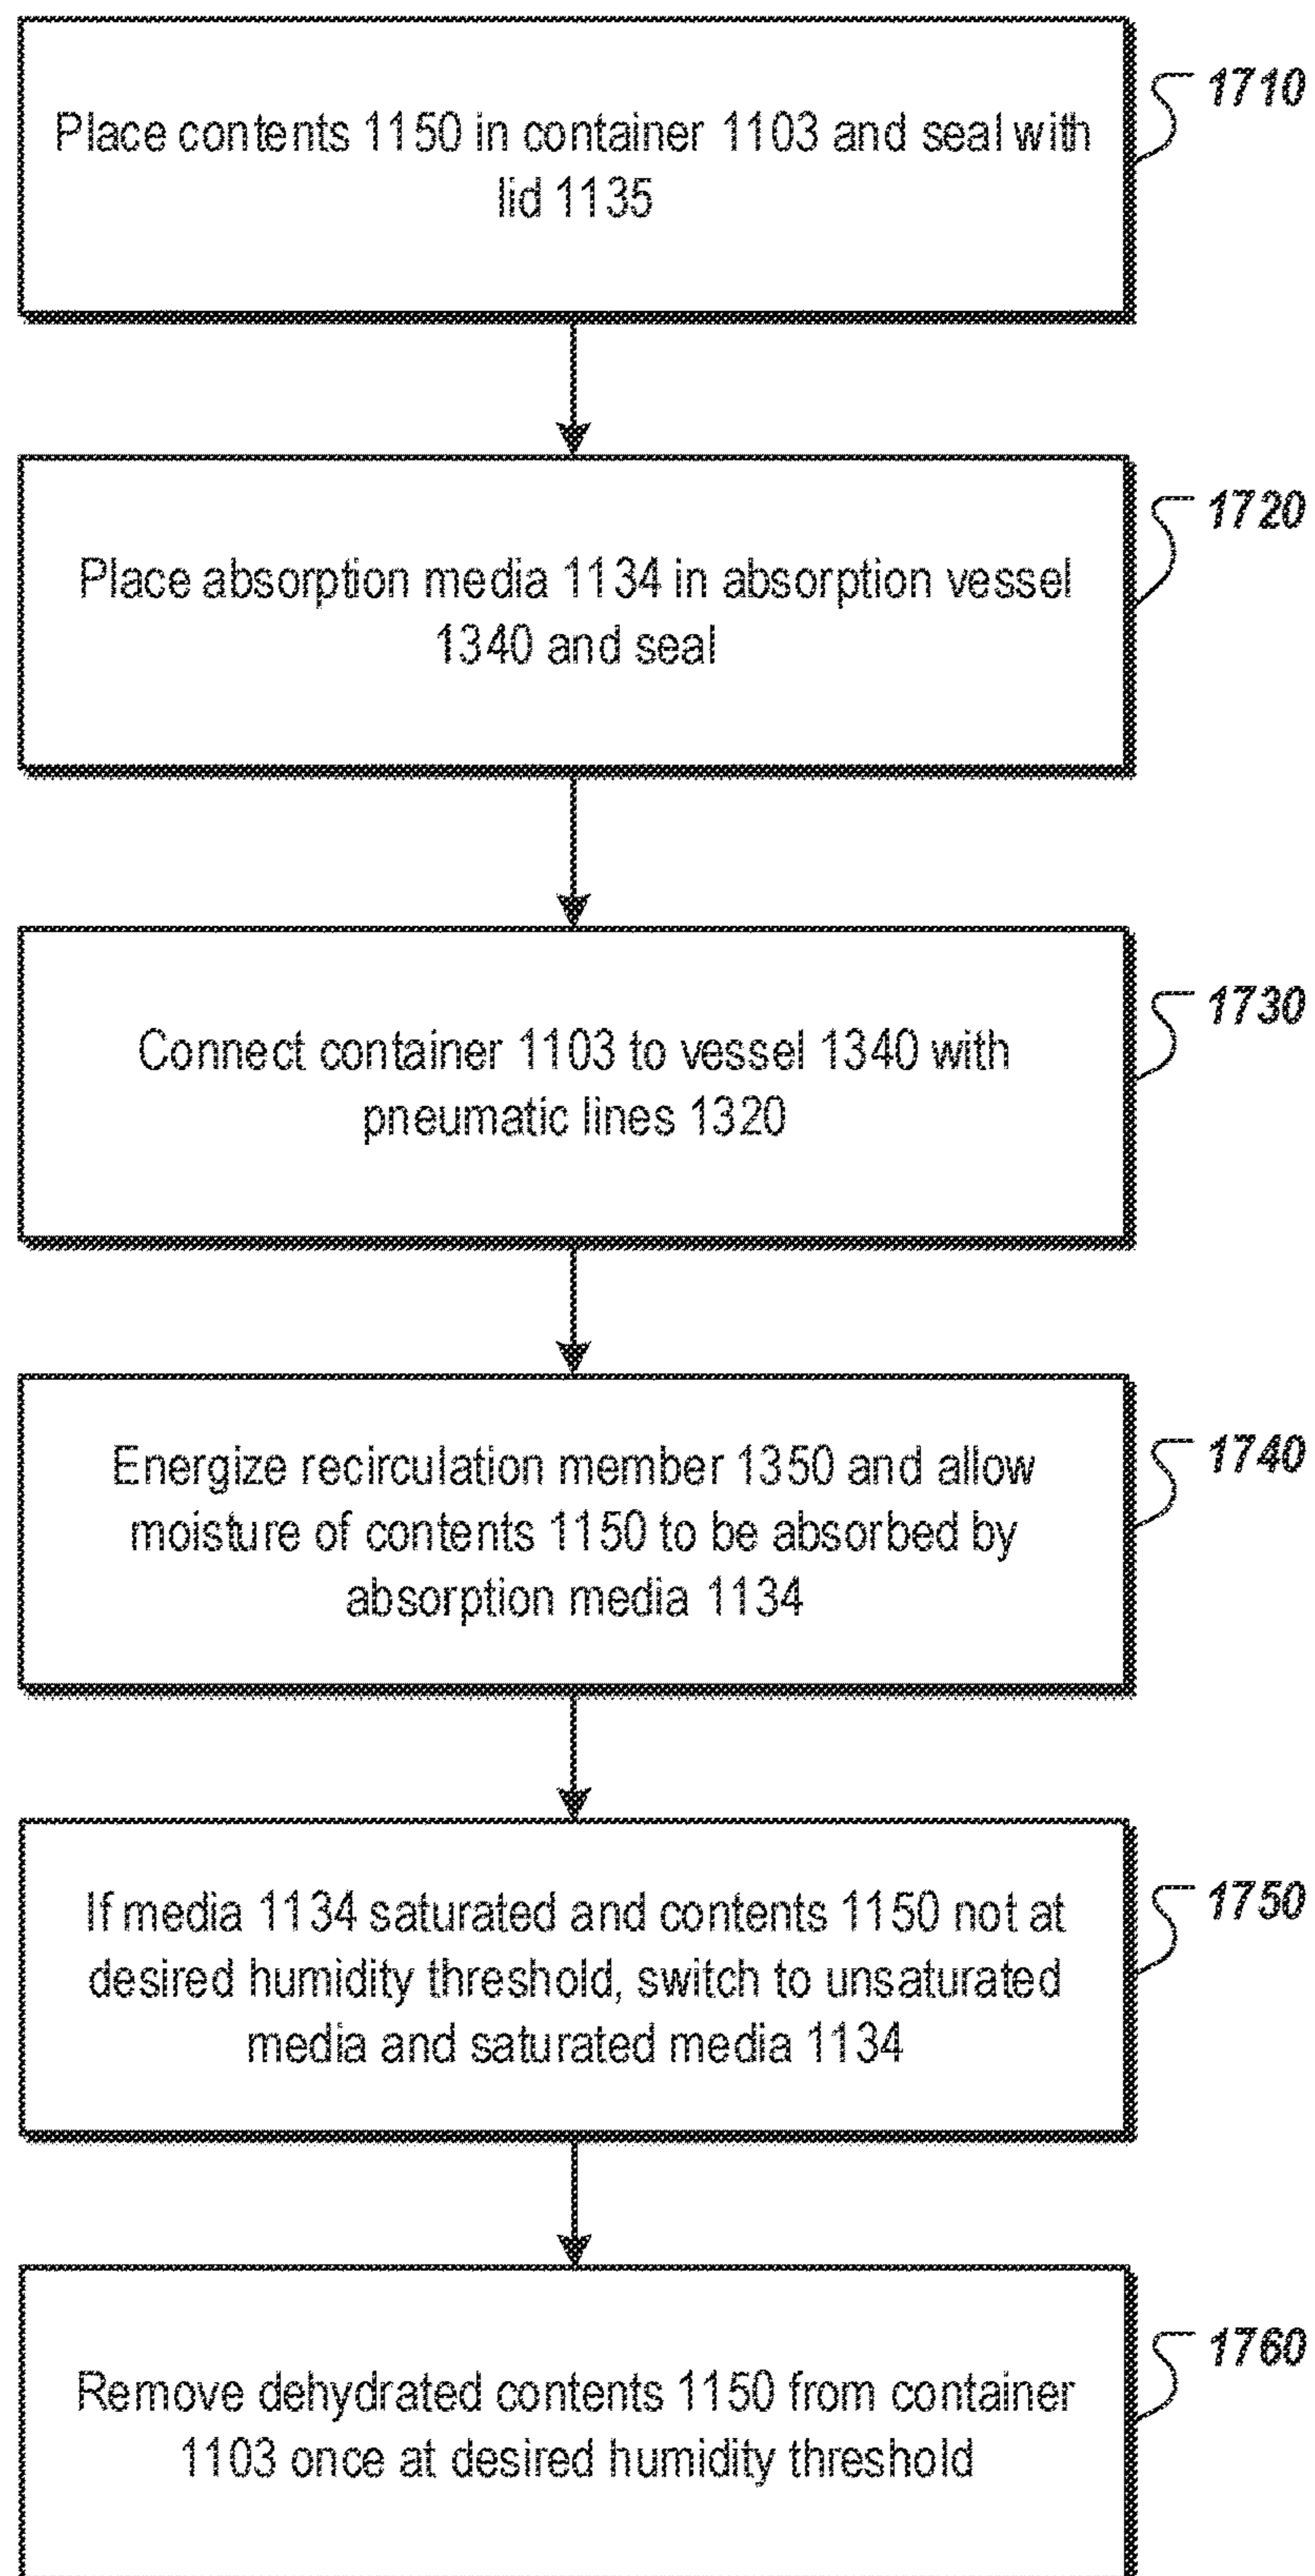 Place contents 1150 in container 1103 and seal with
lid 1135
1710
Place absorption media 1134 in absorption vessel
1340 and seal
1720
Connect container 1103 to vessel 1340 with
pneumatic lines 1320
1730
Energize recirculation member 1350 and allow
moisture of contents 1150 to be absorbed by
absorption media 1134
1740
If media 1134 saturated and contents 1150 not at
desired humidity threshold, switch to unsaturated
media and saturated media 1134
1750
Remove dehydrated contents 1150 from container
1103 once at desired humidity threshold
1760